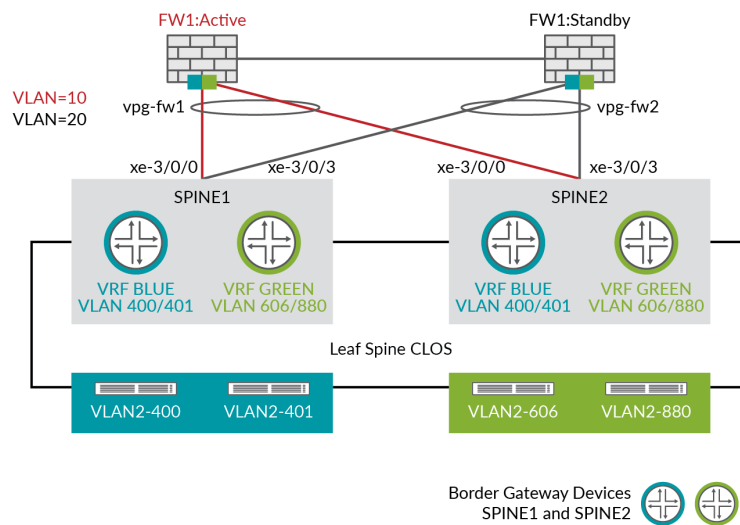 FW1:Active
FW1:Standby
VLAN=10
VLAN=20
vpg-fw1
vpg-fw2
xe-3/0/0
xe-3/0/3
xe-3/0/0
xe-3/0/3
SPINE1
SPINE2
VRF BLUE
VLAN 400/401
VRF GREEN
VLAN 606/880
VRF BLUE
VLAN 400/401
VRF GREEN
VLAN 606/880
Leaf Spine CLOS
VLAN2-400
VLAN2-401
VLAN2-606
VLAN2-880
Border Gateway Devices
SPINE1 and SPINE2